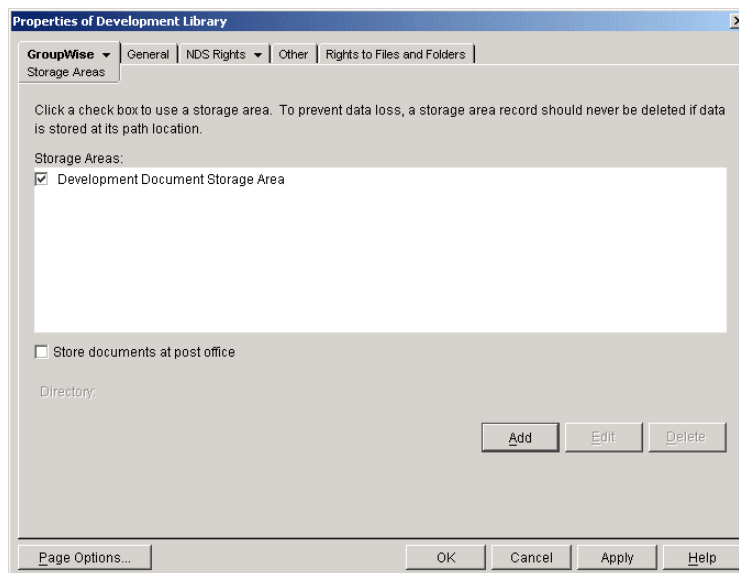 Properties of Development Library
GroupWise General NDS Rights Other Rights to Files and Folders
Storage Areas
Click a check box to use a storage area. To prevent data loss, a storage area record should never be deleted if data
is stored at its path location.
Storage Areas:
Development Document Storage Area
Store documents at post office
Directory:
Add Edit Delete
Page Options... OK Cancel Apply Help